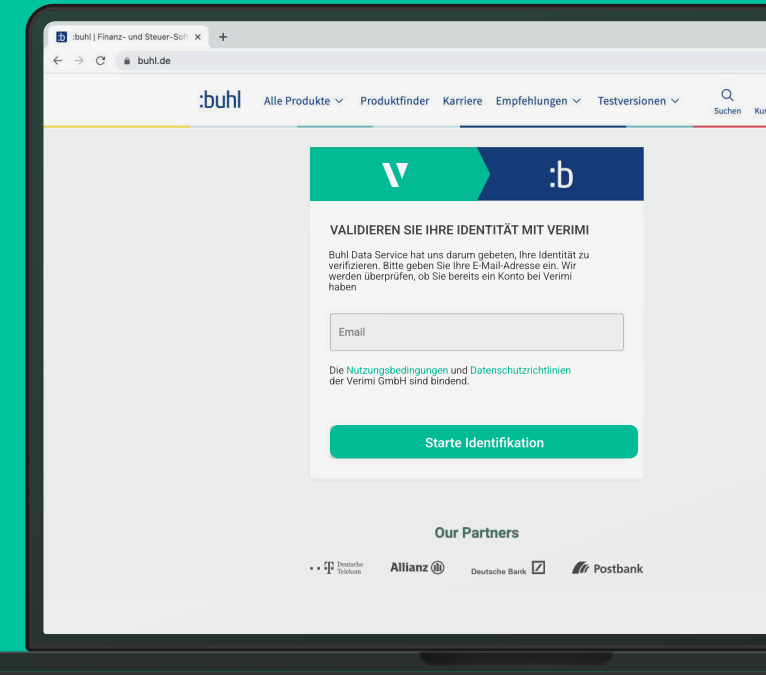 :buhl | Finanz- und Steuer-Soft
buhl.de
:buhl Alle Produkte Produktfinder Karriere Empfehlungen Testversionen Suchen
:b
VALIDIEREN SIE IHRE IDENTITÄT MIT VERIMI
Buhl Data Service hat uns darum gebeten, Ihre Identität zu
verifizieren. Bitte geben Sie Ihre E-Mail-Adresse ein. Wir
werden überprüfen, ob Sie bereits ein Konto bei Verimi
haben
Email
Die Nutzungsbedingungen und Datenschutzrichtlinien
der Verimi GmbH sind bindend.
Starte Identifikation
Our Partners
Deutsche
Telekom
Allianz
Deutsche Bank
Postbank